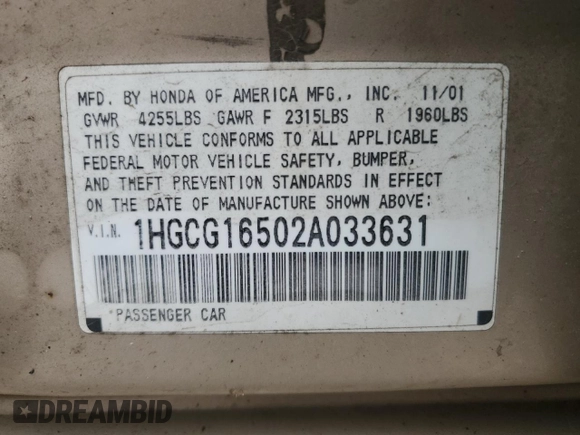 MFD. BY HONDA OF AMERICA MFG., INC. 11/01
GVWR 4255LBS GAWR F 2315LBS R 1960LBS
THIS VEHICLE CONFORMS TO ALL APPLICABLE
FEDERAL MOTOR VEHICLE SAFETY, BUMPER,
AND THEFT PREVENTION STANDARDS IN EFFECT
ON THE DATE OF MANUFACTURE SHOWN ABOVE.
V.I.N. 1HGCG16502A033631
*PASSENGER CAR
DREAMBID